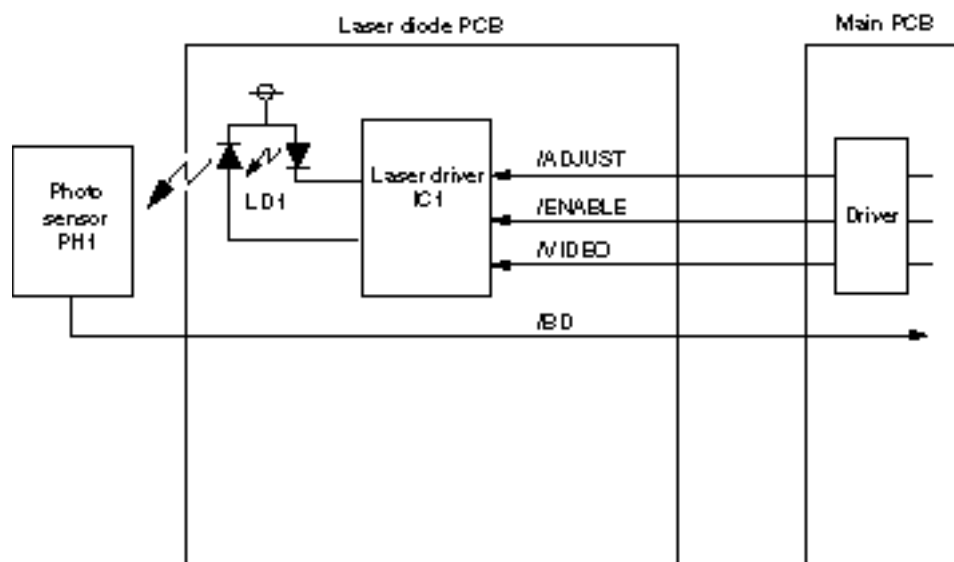 Laser diode PCB
Main PCB
Photo
sensor
PH1
LD1
Laser driver
IC1
/ADJUST
/ENABLE
/VIDEO
Driver
/BD